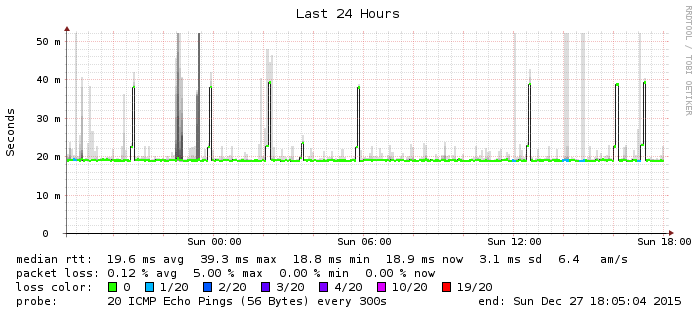 Last 24 Hours
RRDTOOL / TOBI OETIKER
Seconds
50 m
40 m
30 m
20 m
10 m
0
Sun 00:00 Sun 06:00 Sun 12:00 Sun 18:00
median rtt: 19.6 ms avg 39.3 ms max 18.8 ms min 18.9 ms now 3.1 ms sd 6.4 am/s
packet loss: 0.12 % avg 5.00 % max 0.00 % min 0.00 % now
loss color: 0 1/20 2/20 3/20 4/20 10/20 19/20
probe: 20 ICMP Echo Pings (56 Bytes) every 300s end: Sun Dec 27 18:05:04 2015